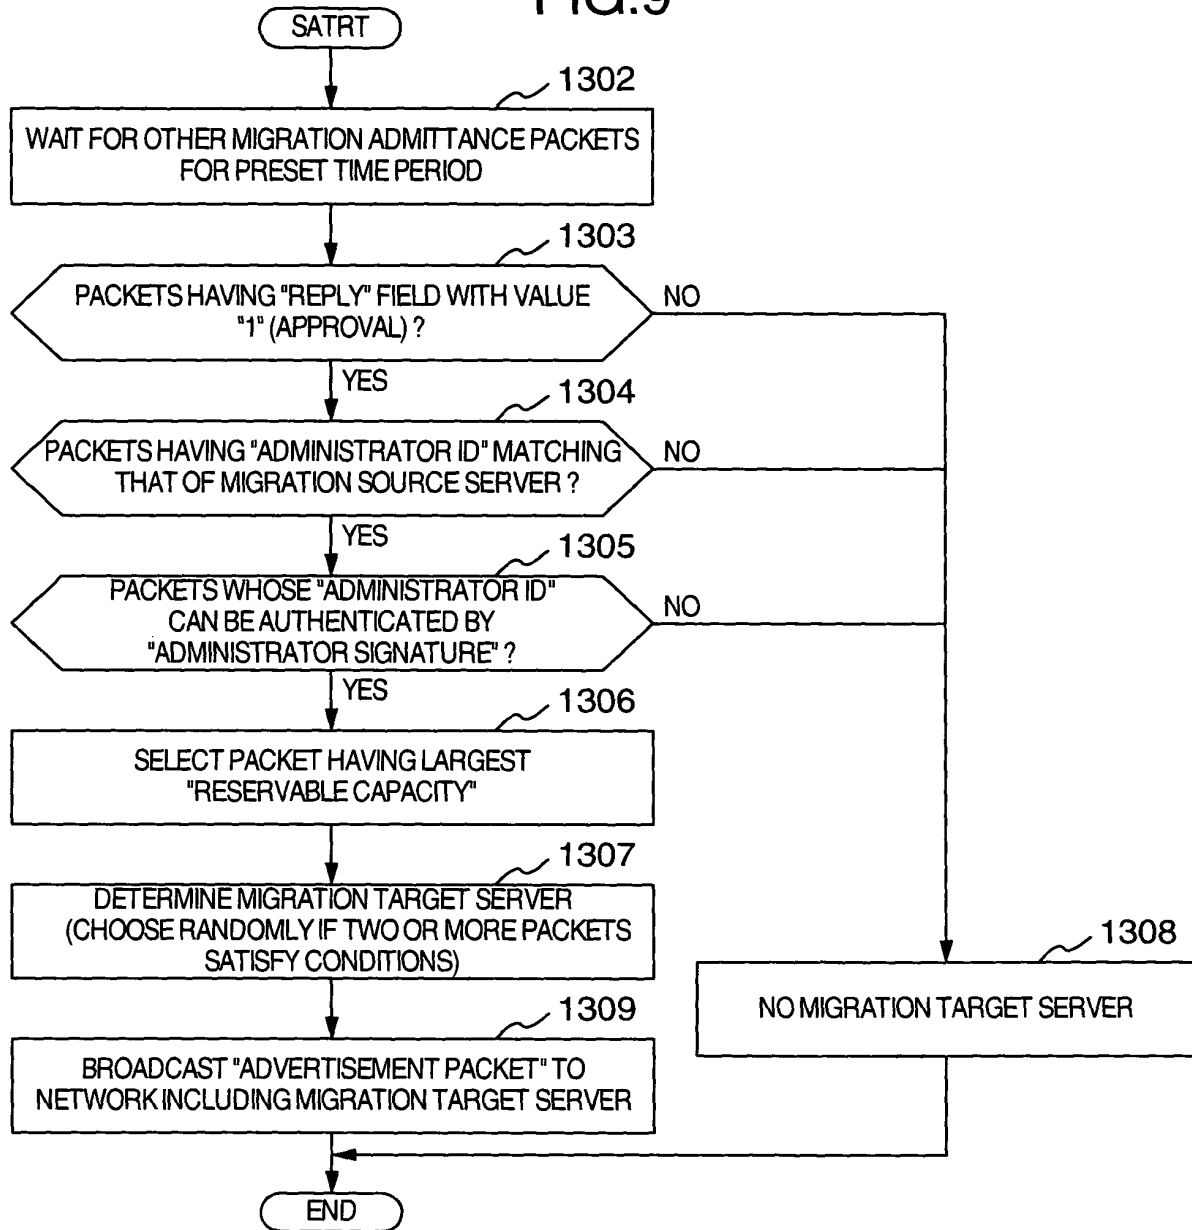 FIG.9
SATRT
1302
WAIT FOR OTHER MIGRATION ADMITTANCE PACKETS
FOR PRESET TIME PERIOD
1303
PACKETS HAVING "REPLY" FIELD WITH VALUE
"1" (APPROVAL) ?
NO
YES
1304
PACKETS HAVING "ADMINISTRATOR ID" MATCHING
THAT OF MIGRATION SOURCE SERVER ?
NO
YES
1305
PACKETS WHOSE "ADMINISTRATOR ID"
CAN BE AUTHENTICATED BY
"ADMINISTRATOR SIGNATURE" ?
NO
YES
1306
SELECT PACKET HAVING LARGEST
"RESERVABLE CAPACITY"
1307
DETERMINE MIGRATION TARGET SERVER
(CHOOSE RANDOMLY IF TWO OR MORE PACKETS
SATISFY CONDITIONS)
1308
NO MIGRATION TARGET SERVER
1309
BROADCAST "ADVERTISEMENT PACKET" TO
NETWORK INCLUDING MIGRATION TARGET SERVER
END